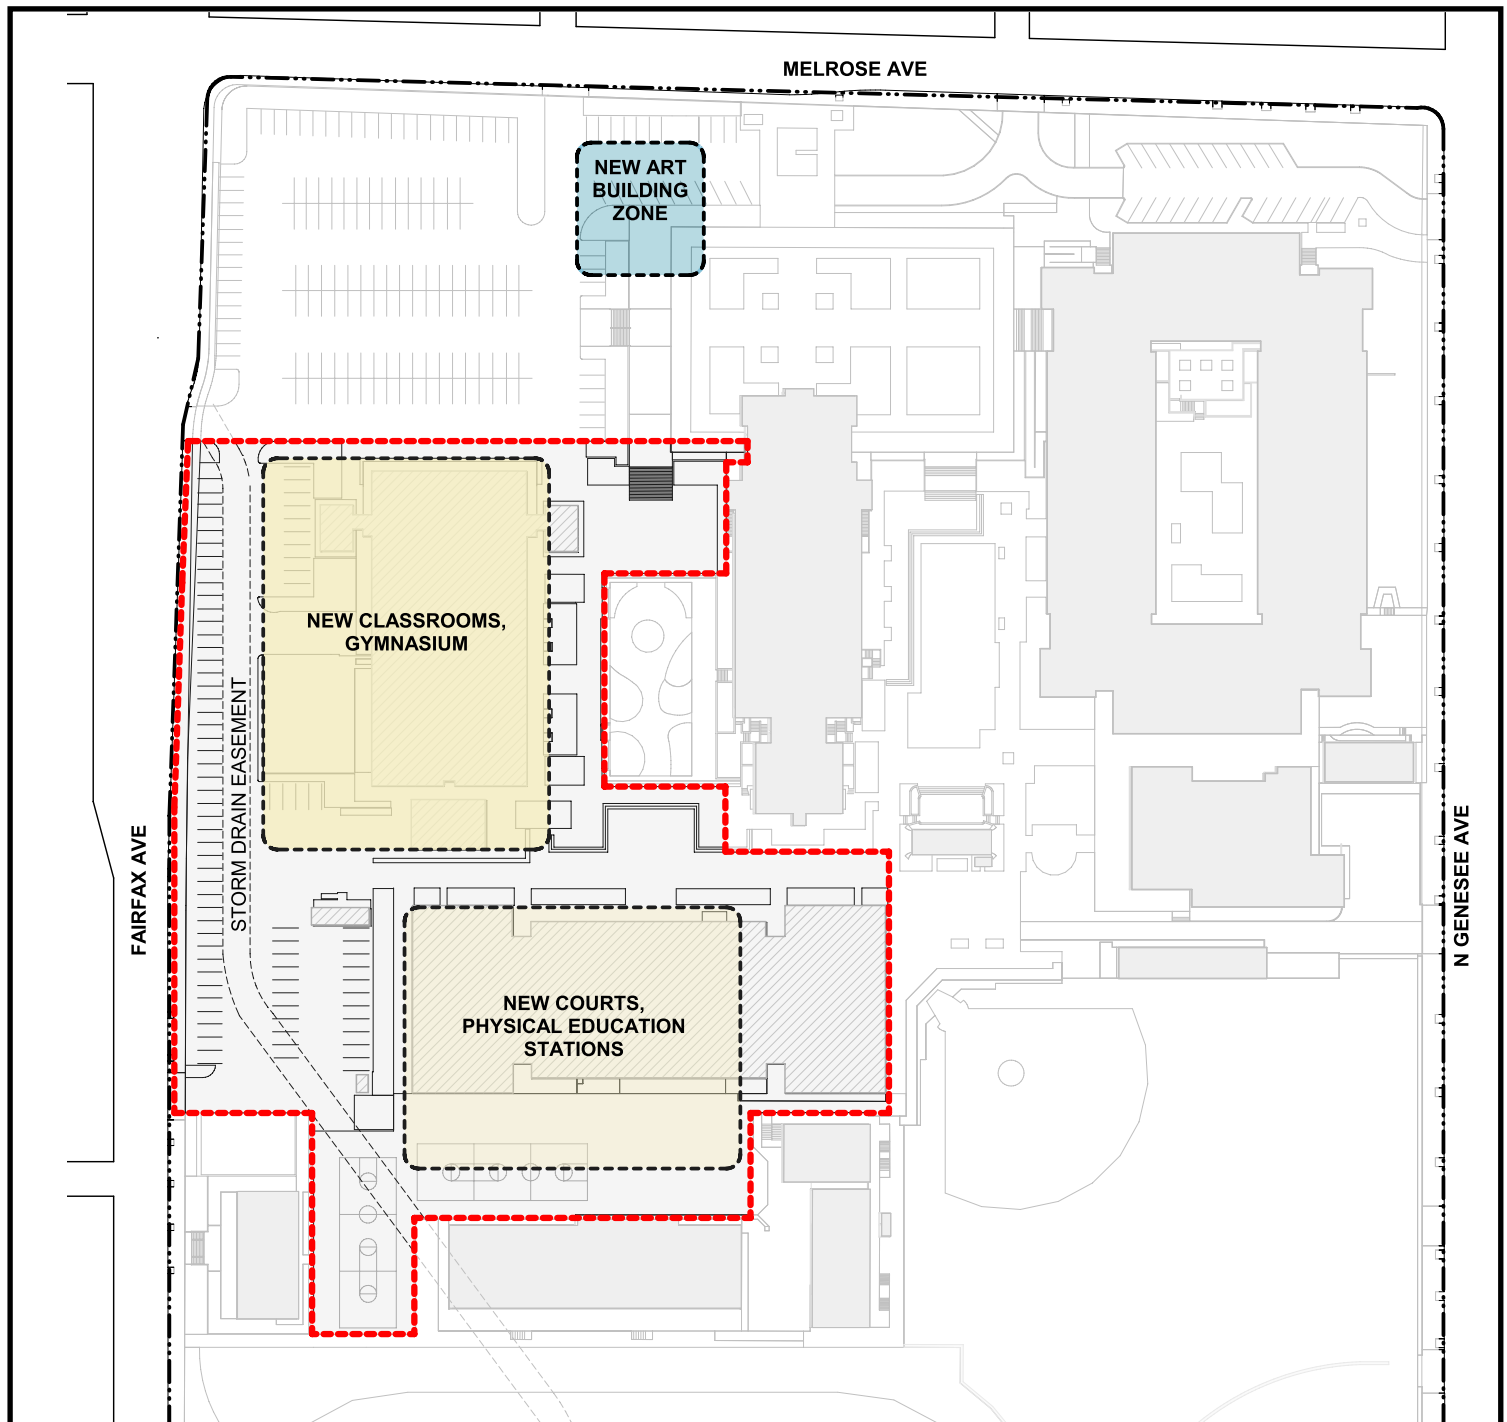 MELROSE AVE
NEW ART
BUILDING
ZONE
NEW CLASSROOMS,
GYMNASIUM
STORM DRAIN EASEMENT
FAIRFAX AVE
N GENESEE AVE
NEW COURTS,
PHYSICAL EDUCATION
STATIONS